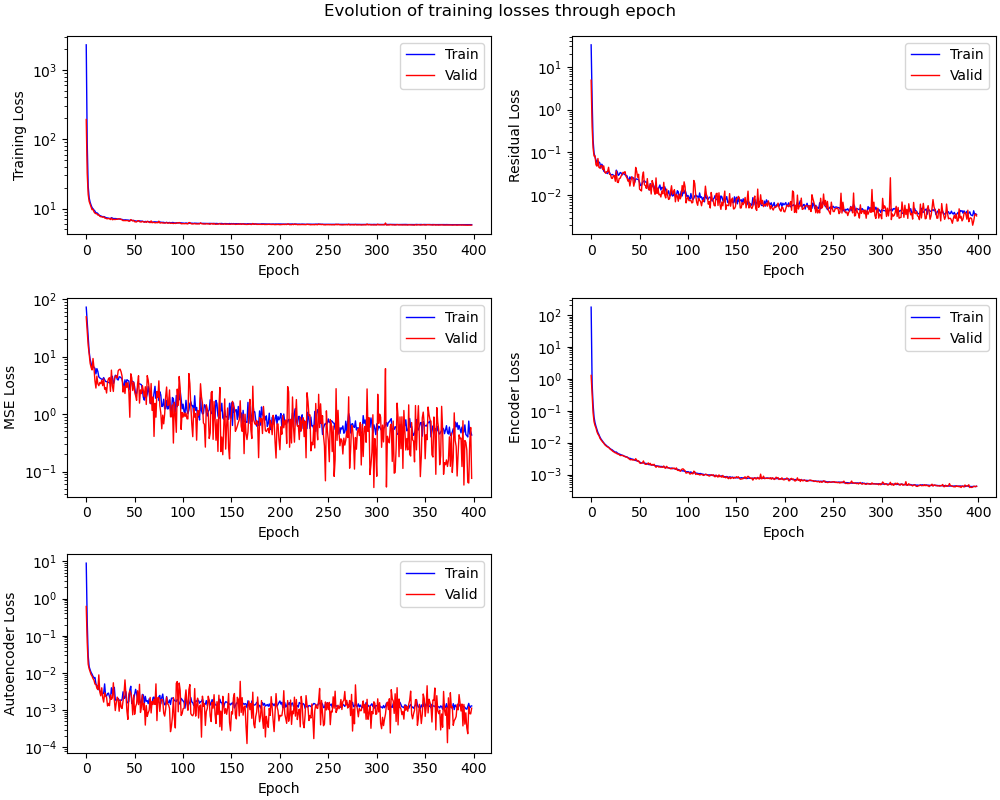 Evolution of training losses through epoch
Training Loss
10³
10²
10¹
Train
Valid
0 50 100 150 200 250 300 350 400
Epoch
Residual Loss
10¹
10⁰
10⁻¹
10⁻²
Train
Valid
0 50 100 150 200 250 300 350 400
Epoch
MSE Loss
10²
10¹
10⁰
10⁻¹
Train
Valid
0 50 100 150 200 250 300 350 400
Epoch
Encoder Loss
10²
10¹
10⁰
10⁻¹
10⁻²
10⁻³
Train
Valid
0 50 100 150 200 250 300 350 400
Epoch
Autoencoder Loss
10¹
10⁰
10⁻¹
10⁻²
10⁻³
10⁻⁴
Train
Valid
0 50 100 150 200 250 300 350 400
Epoch